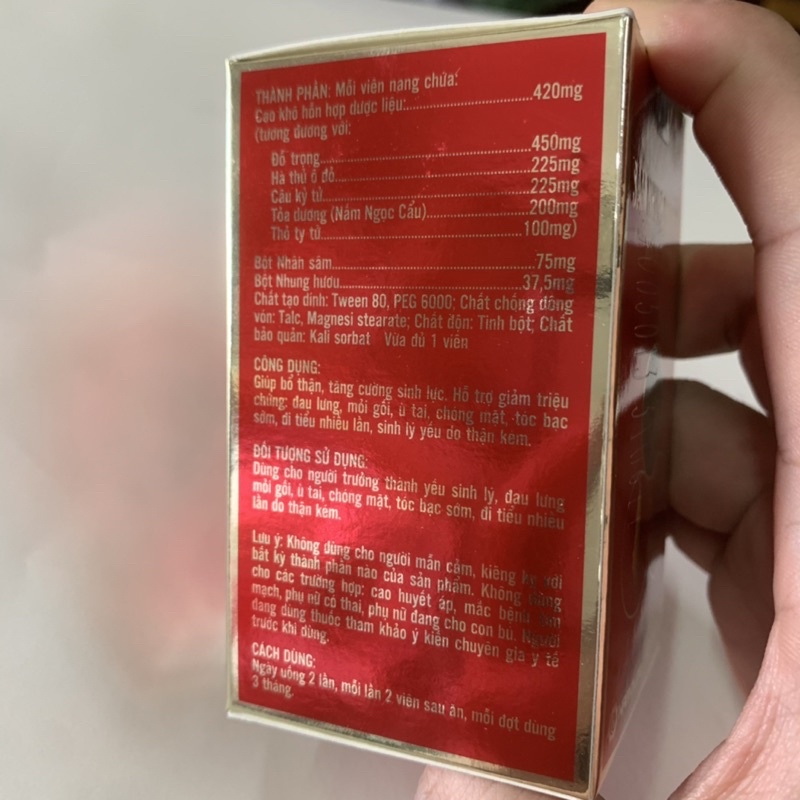 THÀNH PHẦN: Mỗi viên nang chứa:
Cao khô hỗn hợp dược liệu:...............420mg
(tương đương với:
Đỗ trọng...............450mg
Hà thủ ô đỏ...............225mg
Câu kỷ tử...............225mg
Tỏa dương (Nấm Ngọc Cẩu)...............200mg
Thỏ ty tử...............100mg)
Bột Nhân sâm...............75mg
Bột Nhung hươu...............37,5mg
Chất tạo dính: Tween 80, PEG 6000; Chất chống đông
vón: Talc, Magnesi stearate; Chất độn: Tinh bột; Chất
bảo quản: Kali sorbat Vừa đủ 1 viên
CÔNG DỤNG:
Giúp bổ thận, tăng cường sinh lực. Hỗ trợ giảm triệu
chứng: đau lưng, mỏi gối, ù tai, chóng mặt, tóc bạc
sớm, đi tiểu nhiều lần, sinh lý yếu do thận kém.
ĐỐI TƯỢNG SỬ DỤNG:
Dùng cho người trưởng thành yếu sinh lý, đau lưng
mỏi gối, ù tai, chóng mặt, tóc bạc sớm, đi tiểu nhiều
lần do thận kém.
Lưu ý: Không dùng cho người mẫn cảm, kiêng kỵ với
bất kỳ thành phần nào của sản phẩm. Không dùng
cho các trường hợp: cao huyết áp, mắc bệnh tim
mạch, phụ nữ có thai, phụ nữ đang cho con bú. Người
đang dùng thuốc tham khảo ý kiến chuyên gia y tế
trước khi dùng.
CÁCH DÙNG:
Ngày uống 2 lần, mỗi lần 2 viên sau ăn, mỗi đợt dùng
3 tháng.